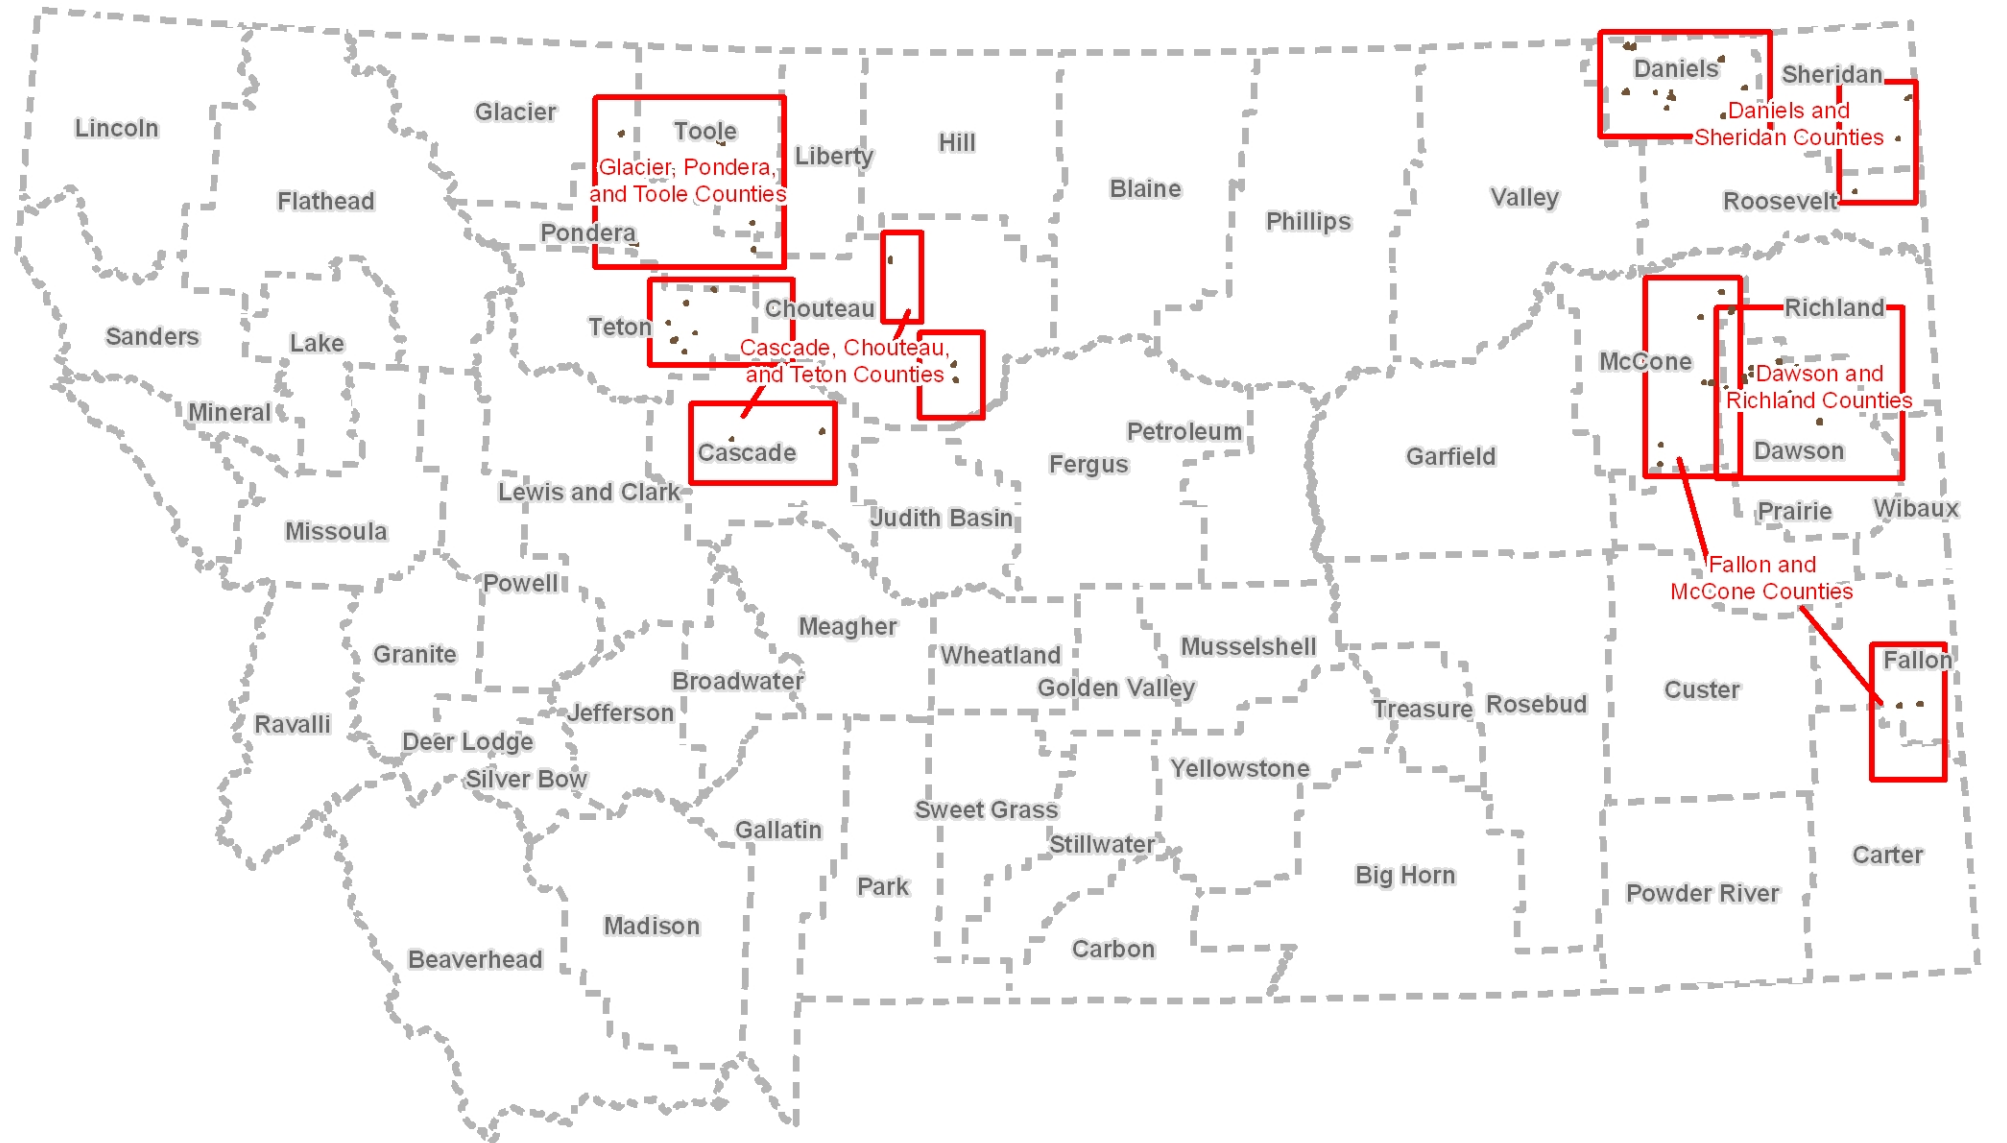 Daniels
Sheridan
Glacier
Lincoln
Toole
Daniels and
Sheridan Counties
Hill
Liberty
Glacier, Pondera,
and Toole Counties
Blaine
Valley
Flathead
Roosevelt
Phillips
Pondera
Chouteau
Richland
Teton
Sanders
Lake
Cascade, Chouteau,
and Teton Counties
McCone
Dawson and
Richland Counties
Mineral
Petroleum
Cascade
Dawson
Garfield
Fergus
Lewis and Clark
Wibaux
Prairie
Judith Basin
Missoula
Fallon and
McCone Counties
Powell
Meagher
Musselshell
Granite
Wheatland
Fallon
Broadwater
Golden Valley
Custer
Rosebud
Treasure
Jefferson
Ravalli
Deer Lodge
Yellowstone
Silver Bow
Sweet Grass
Gallatin
Stillwater
Carter
Big Horn
Park
Powder River
Madison
Carbon
Beaverhead